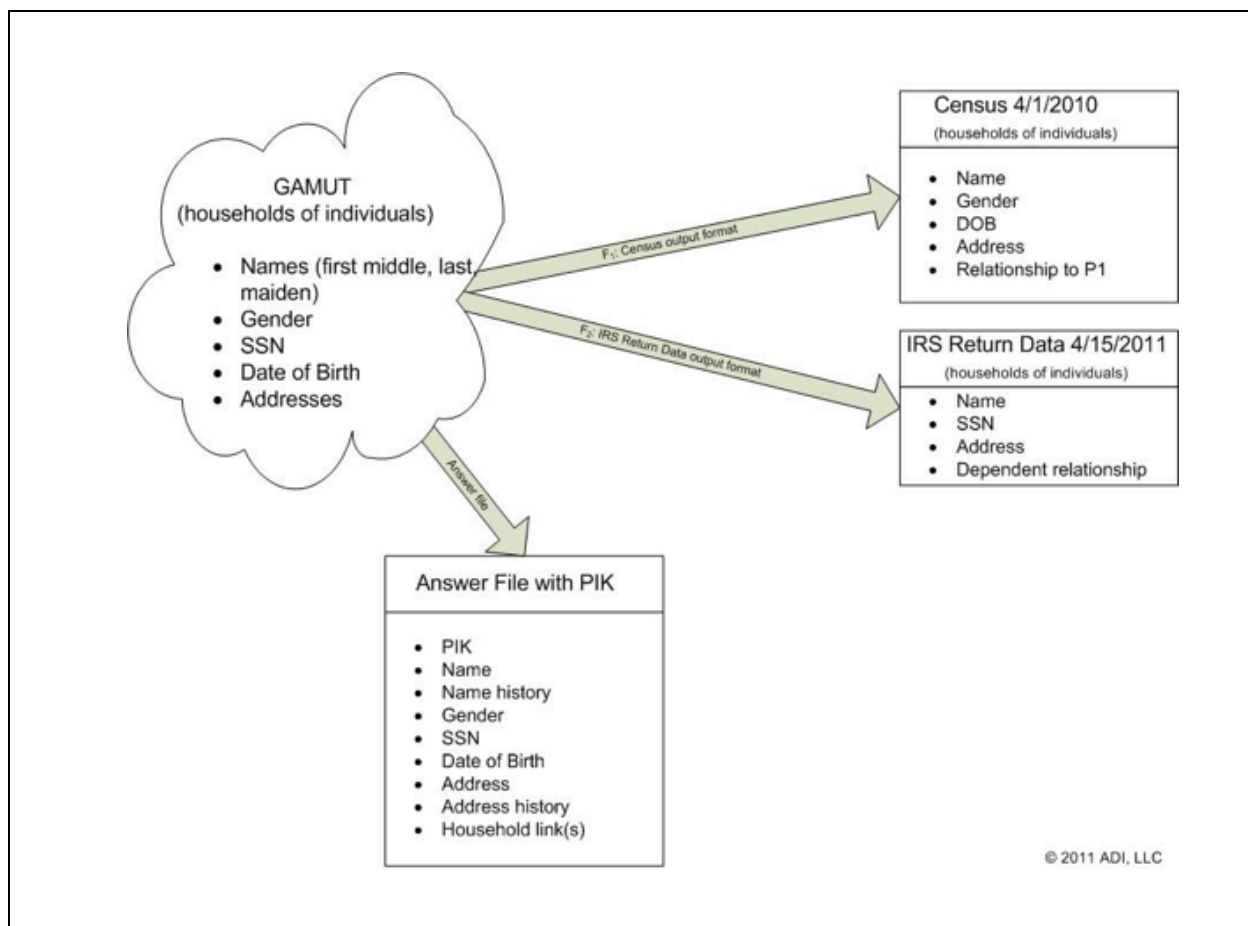 GAMUT
(households of individuals)
• Names (first middle, last,
maiden)
• Gender
• SSN
• Date of Birth
• Addresses
F₁: Census output format
F₂: IRS Return Data output format
Answer file
Census 4/1/2010
(households of individuals)
• Name
• Gender
• DOB
• Address
• Relationship to P1
IRS Return Data 4/15/2011
(households of individuals)
• Name
• SSN
• Address
• Dependent relationship
Answer File with PIK
• PIK
• Name
• Name history
• Gender
• SSN
• Date of Birth
• Address
• Address history
• Household link(s)
© 2011 ADI, LLC